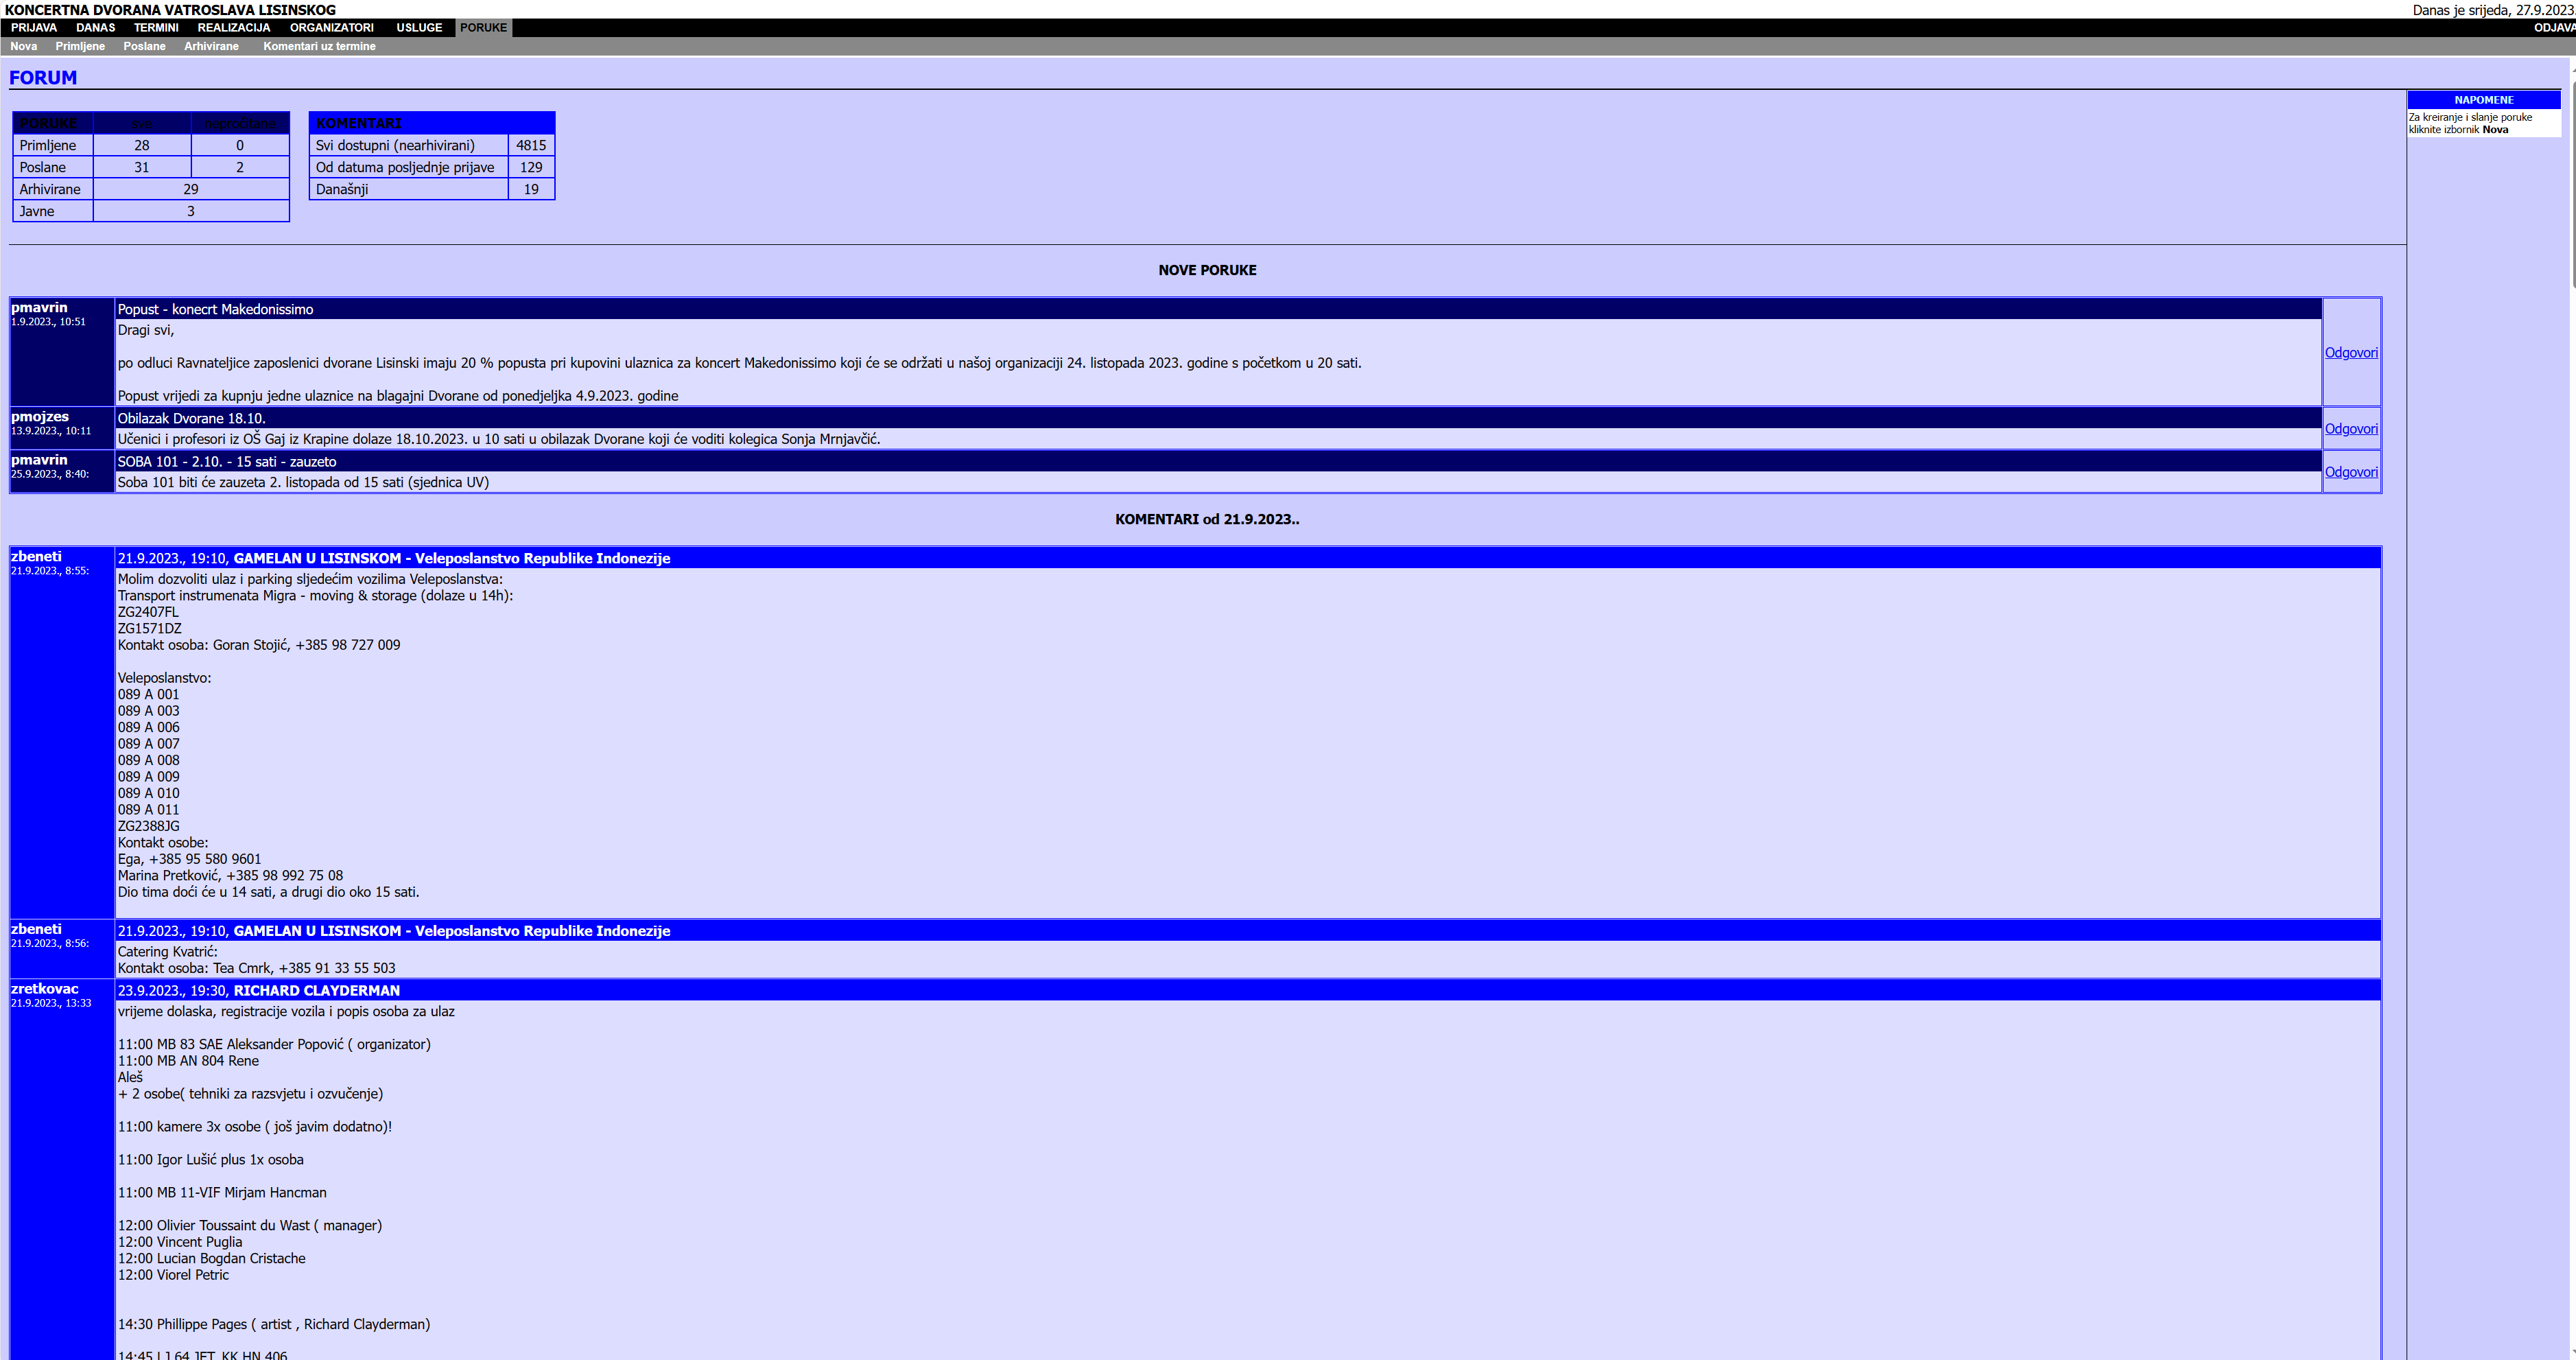 KONCERTNA DVORANA VATROSLAVA LISINSKOG
Danas je srijeda, 27.9.2023.
PRIJAVA DANAS TERMINI REALIZACIJA ORGANIZATORI USLUGE PORUKE ODJAVA
Nova Primljene Poslane Arhivirane Komentari uz termine
FORUM
PORUKE sve nepročitane
Primljene 28 0
Poslane 31 2
Arhivirane 29
Javne 3
KOMENTARI
Svi dostupni (nearhivirani) 4815
Od datuma posljednje prijave 129
Današnji 19
NAPOMENE
Za kreiranje i slanje poruke
kliknite izbornik Nova
NOVE PORUKE
pmavrin
1.9.2023., 10:51
Popust - konecrt Makedonissimo
Dragi svi,
po odluci Ravnateljice zaposlenici dvorane Lisinski imaju 20 % popusta pri kupovini ulaznica za koncert Makedonissimo koji će se održati u našoj organizaciji 24. listopada 2023. godine s početkom u 20 sati.
Popust vrijedi za kupnju jedne ulaznice na blagajni Dvorane od ponedjeljka 4.9.2023. godine
Odgovori
pmojzes
13.9.2023., 10:11
Obilazak Dvorane 18.10.
Učenici i profesori iz OŠ Gaj iz Krapine dolaze 18.10.2023. u 10 sati u obilazak Dvorane koji će voditi kolegica Sonja Mrnjavčić.
Odgovori
pmavrin
25.9.2023., 8:40:
SOBA 101 - 2.10. - 15 sati - zauzeto
Soba 101 biti će zauzeta 2. listopada od 15 sati (sjednica UV)
Odgovori
KOMENTARI od 21.9.2023..
zbeneti
21.9.2023., 8:55:
21.9.2023., 19:10, GAMELAN U LISINSKOM - Veleposlanstvo Republike Indonezije
Molim dozvoliti ulaz i parking sljedećim vozilima Veleposlanstva:
Transport instrumenata Migra - moving & storage (dolaze u 14h):
ZG2407FL
ZG1571DZ
Kontakt osoba: Goran Stojić, +385 98 727 009
Veleposlanstvo:
089 A 001
089 A 003
089 A 006
089 A 007
089 A 008
089 A 009
089 A 010
089 A 011
ZG2388JG
Kontakt osobe:
Ega, +385 95 580 9601
Marina Pretković, +385 98 992 75 08
Dio tima doći će u 14 sati, a drugi dio oko 15 sati.
zbeneti
21.9.2023., 8:56:
21.9.2023., 19:10, GAMELAN U LISINSKOM - Veleposlanstvo Republike Indonezije
Catering Kvatrić:
Kontakt osoba: Tea Cmrk, +385 91 33 55 503
zretkovac
21.9.2023., 13:33
23.9.2023., 19:30, RICHARD CLAYDERMAN
vrijeme dolaska, registracije vozila i popis osoba za ulaz
11:00 MB 83 SAE Aleksander Popović ( organizator)
11:00 MB AN 804 Rene
Aleš
+ 2 osobe( tehniki za razsvjetu i ozvučenje)
11:00 kamere 3x osobe ( još javim dodatno)!
11:00 Igor Lušić plus 1x osoba
11:00 MB 11-VIF Mirjam Hancman
12:00 Olivier Toussaint du Wast ( manager)
12:00 Vincent Puglia
12:00 Lucian Bogdan Cristache
12:00 Viorel Petric
14:30 Phillippe Pages ( artist , Richard Clayderman)
14:45 LJ 64 JET, KK HN 406